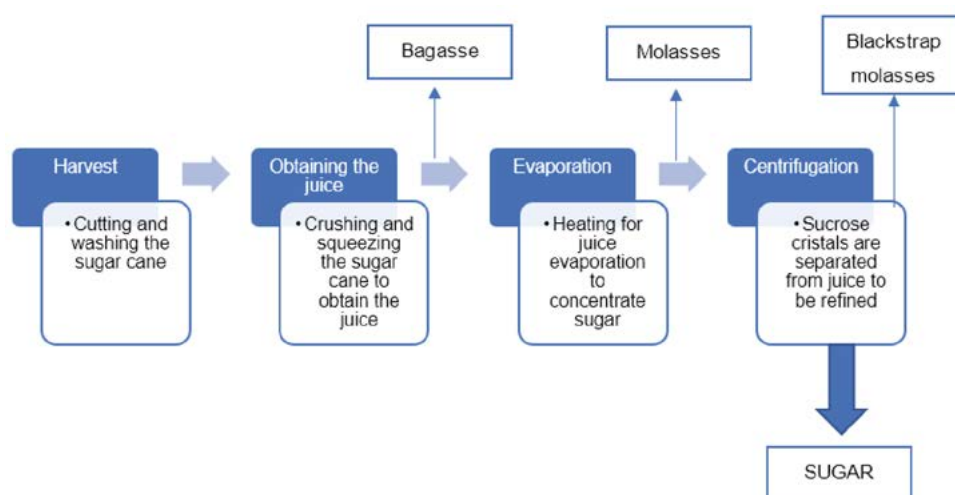 Bagasse
Molasses
Blackstrap
molasses
Harvest
• Cutting and
washing the
sugar cane
Obtaining the
juice
• Crushing and
squeezing
the sugar
cane to
obtain the
juice
Evaporation
• Heating for
juice
evaporation
to
concentrate
sugar
Centrifugation
• Sucrose
cristals are
separated
from juice to
be refined
SUGAR